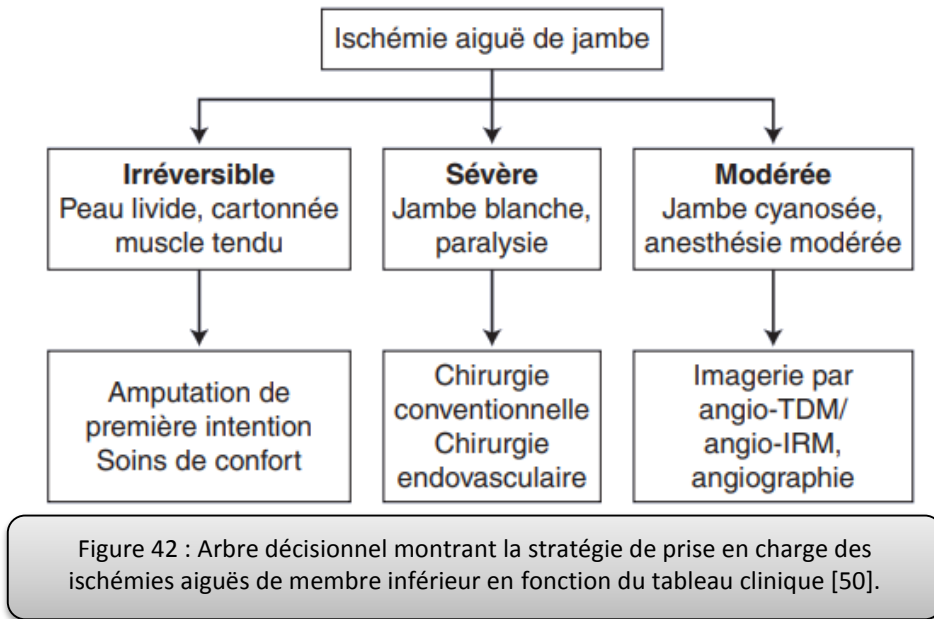 Ischémie aiguë de jambe
Irréversible
Peau livide, cartonnée
muscle tendu
Sévère
Jambe blanche,
paralysie
Modérée
Jambe cyanosée,
anesthésie modérée
Amputation de
première intention
Soins de confort
Chirurgie
conventionnelle
Chirurgie
endovasculaire
Imagerie par
angio-TDM/
angio-IRM,
angiographie
Figure 42 : Arbre décisionnel montrant la stratégie de prise en charge des
ischémies aiguës de membre inférieur en fonction du tableau clinique [50].